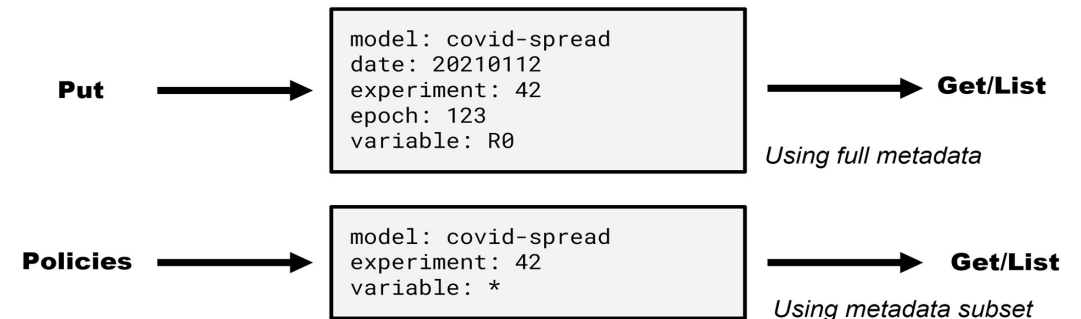 Put
model: covid-spread
date: 20210112
experiment: 42
epoch: 123
variable: R0
Get/List
Using full metadata
Policies
model: covid-spread
experiment: 42
variable: *
Get/List
Using metadata subset